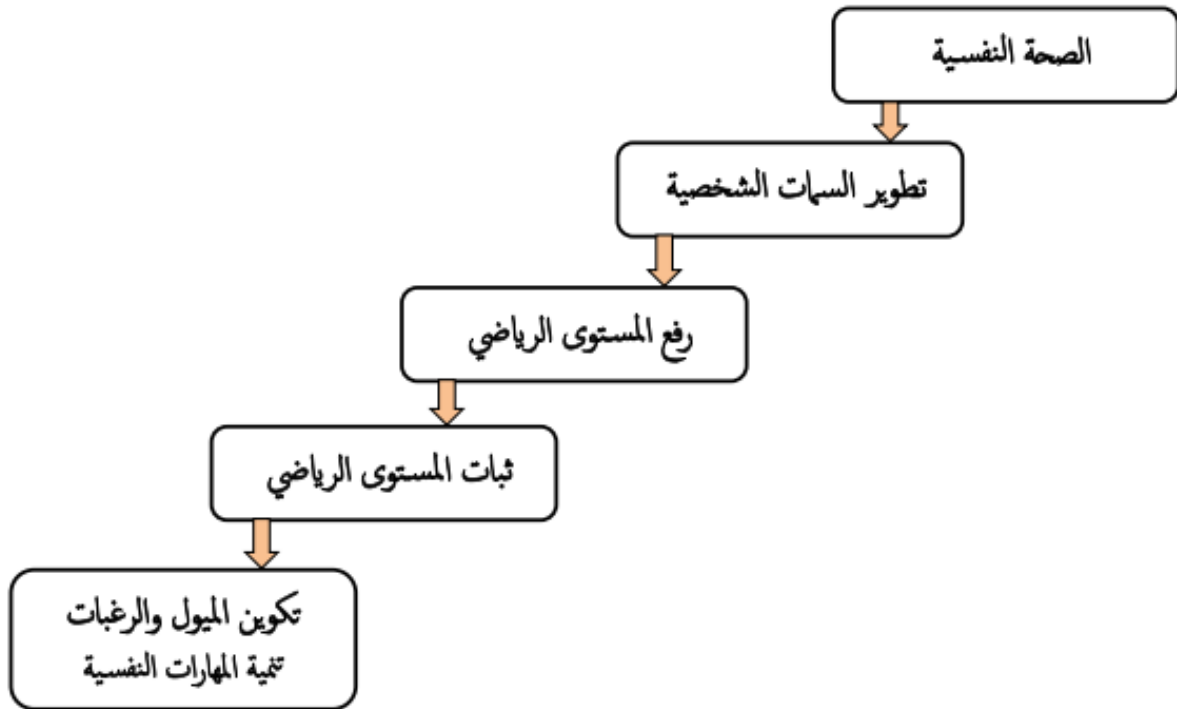 الصحة النفسية
تطوير السمات الشخصية
رفع المستوى الرياضي
ثبات المستوى الرياضي
تكوين الميول والرغبات
تنمية المهارات النفسية